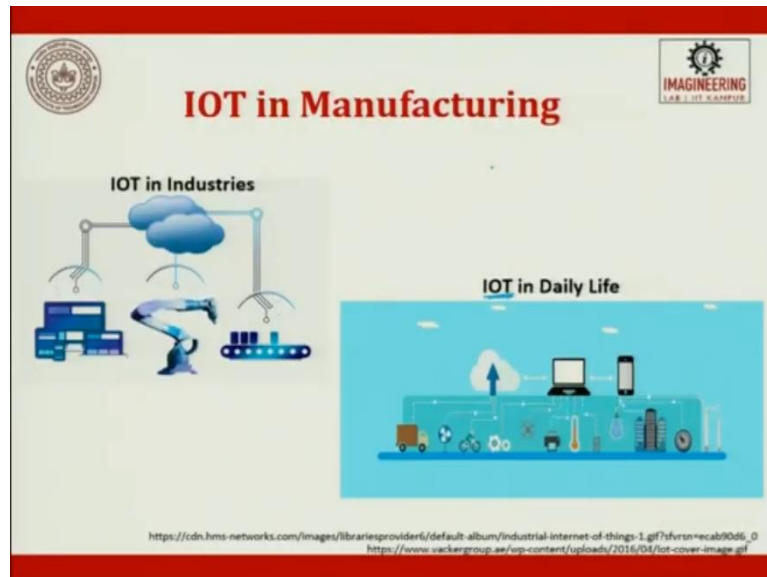 IMAGINEERING
LAB | IIT KANPUR
IOT in Manufacturing
IOT in Industries
IOT in Daily Life
https://cdn.hms-networks.com/images/librariesprovider6/default-album/industrial-internet-of-things-1.gif?sfvrsn=ecab90d6_0
https://www.vackergroup.ae/wp-content/uploads/2016/04/iot-cover-image.gif